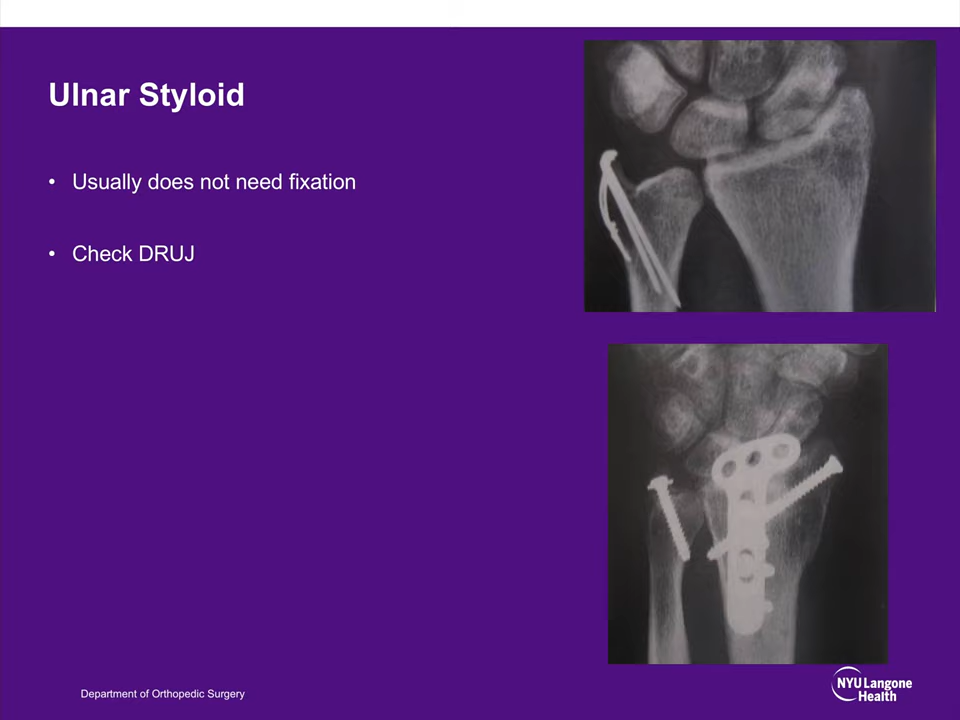 Ulnar Styloid
• Usually does not need fixation
• Check DRUJ
Department of Orthopedic Surgery
NYU Langone
Health